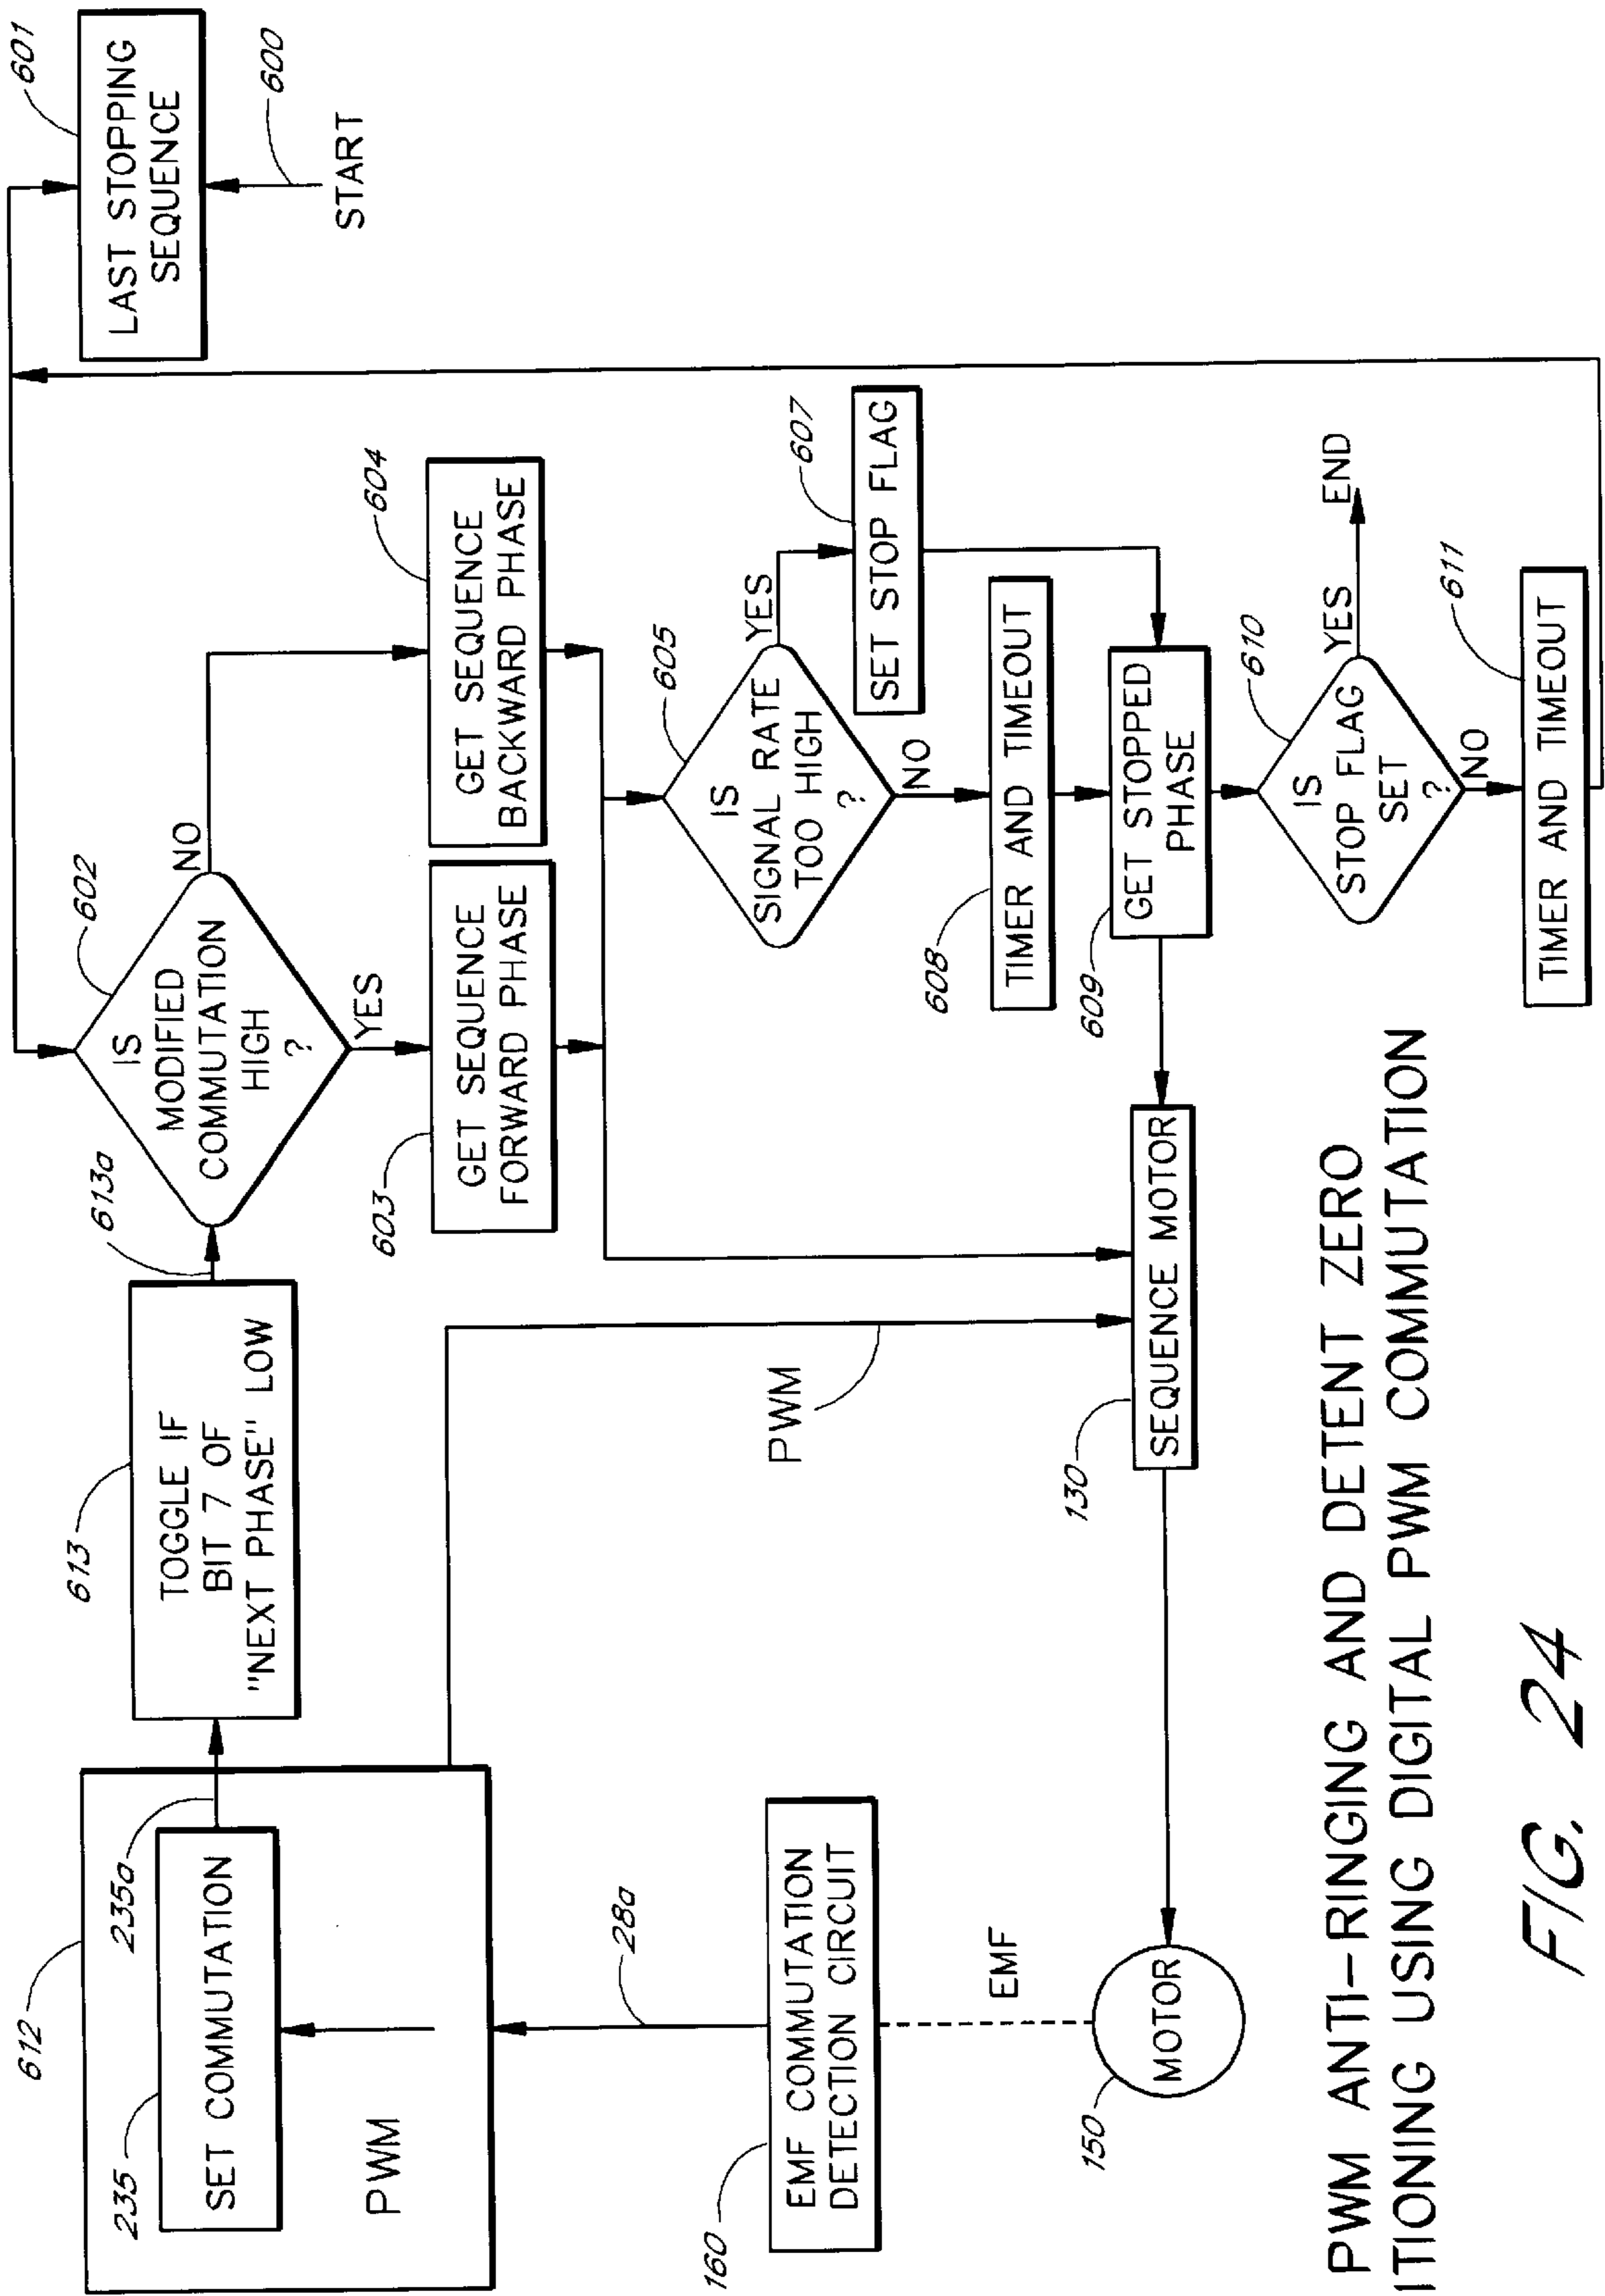 612
235
SET COMMUTATION
235a
PWM
613
TOGGLE IF
BIT 7 OF
"NEXT PHASE" LOW
613a
IS
MODIFIED
COMMUTATION
HIGH
?
602
NO
YES
LAST STOPPING
SEQUENCE
601
600
START
603
GET SEQUENCE
FORWARD PHASE
GET SEQUENCE
BACKWARD PHASE
604
IS
SIGNAL RATE
TOO HIGH
?
605
YES
NO
SET STOP FLAG
607
608
TIMER AND TIMEOUT
609
GET STOPPED
PHASE
IS
STOP FLAG
SET
?
610
YES
END
NO
TIMER AND TIMEOUT
611
PWM
130
SEQUENCE MOTOR
28a
160
EMF COMMUTATION
DETECTION CIRCUIT
EMF
150
MOTOR
PWM ANTI-RINGING AND DETENT ZERO
ITIONING USING DIGITAL PWM COMMUTATION
FIG. 24